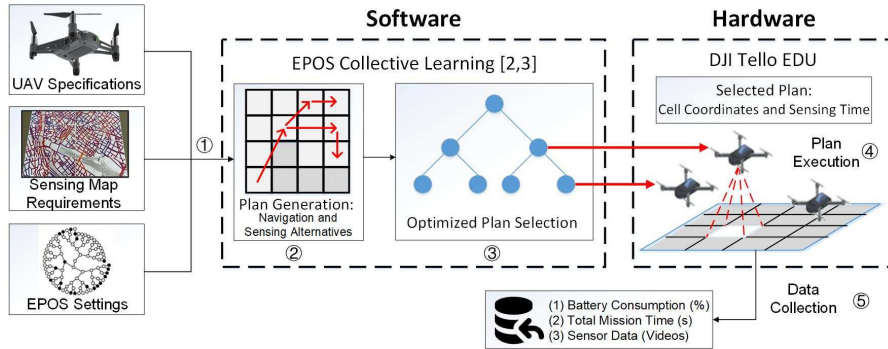 Software
Hardware
UAV Specifications
Sensing Map
Requirements
EPOS Settings
①
EPOS Collective Learning [2,3]
Plan Generation:
Navigation and
Sensing Alternatives
②
Optimized Plan Selection
③
DJI Tello EDU
Selected Plan:
Cell Coordinates and Sensing Time
Plan
Execution ④
Data
Collection ⑤
(1) Battery Consumption (%)
(2) Total Mission Time (s)
(3) Sensor Data (Videos)